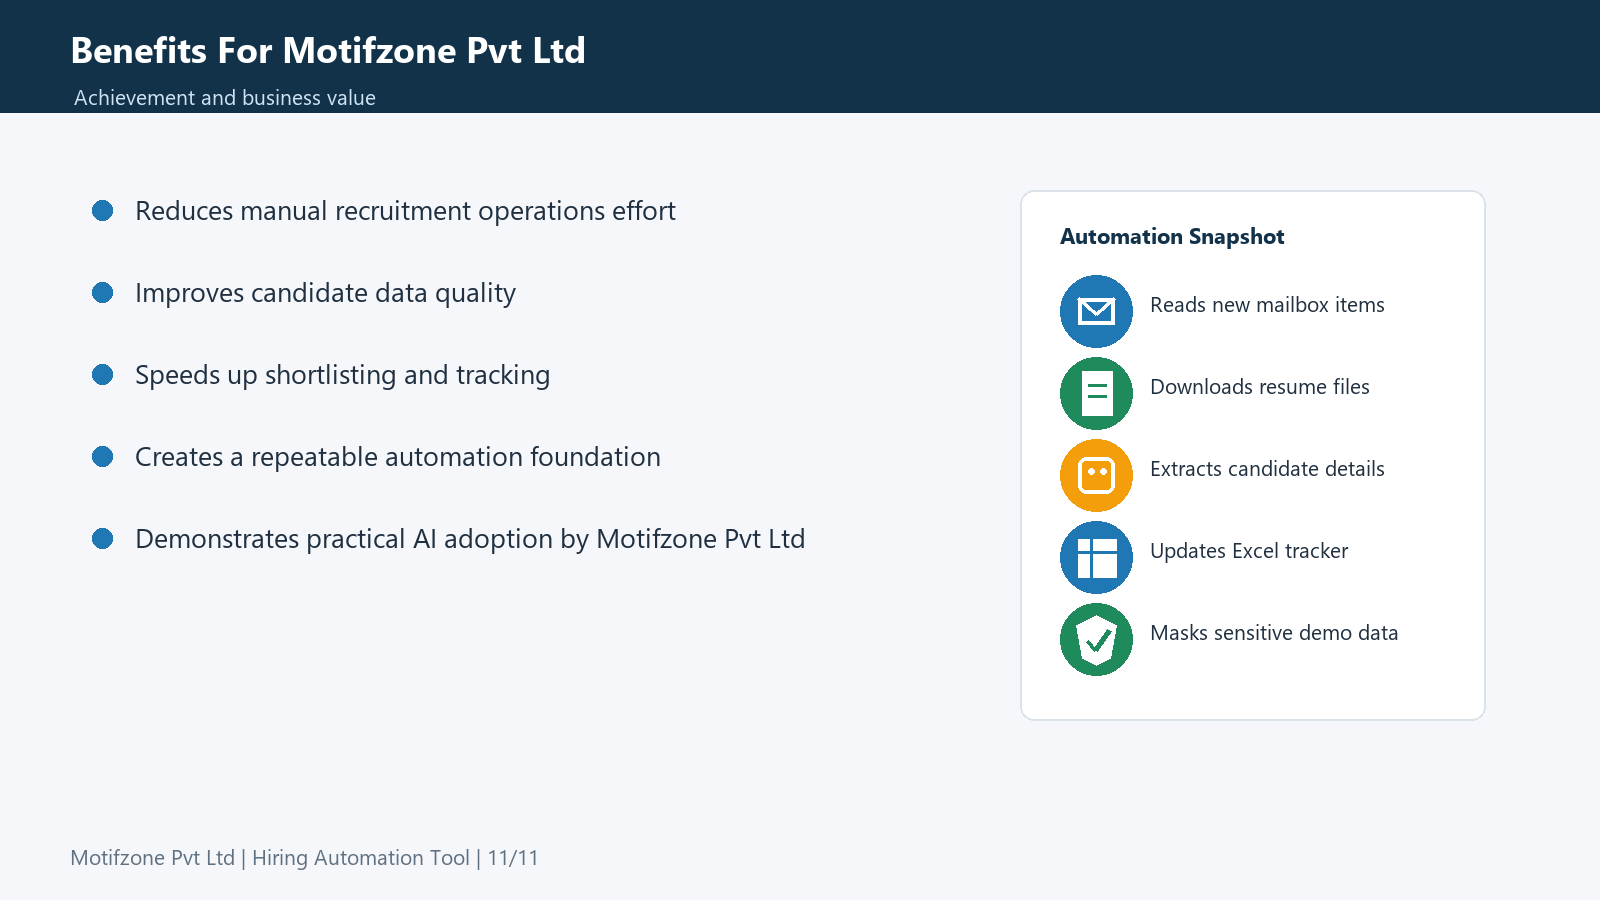 Benefits For Motifzone Pvt Ltd
Achievement and business value
Reduces manual recruitment operations effort
Improves candidate data quality
Speeds up shortlisting and tracking
Creates a repeatable automation foundation
Demonstrates practical AI adoption by Motifzone Pvt Ltd
Automation Snapshot
Reads new mailbox items
Downloads resume files
Extracts candidate details
Updates Excel tracker
Masks sensitive demo data
Motifzone Pvt Ltd | Hiring Automation Tool | 11/11